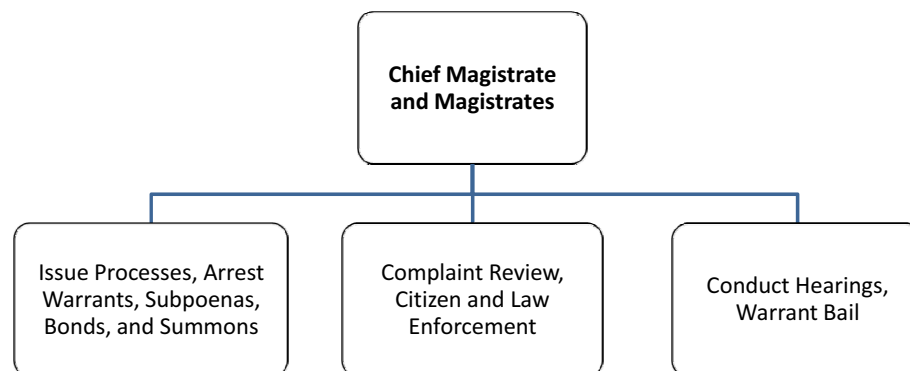 Chief Magistrate
and Magistrates
Issue Processes, Arrest
Warrants, Subpoenas,
Bonds, and Summons
Complaint Review,
Citizen and Law
Enforcement
Conduct Hearings,
Warrant Bail